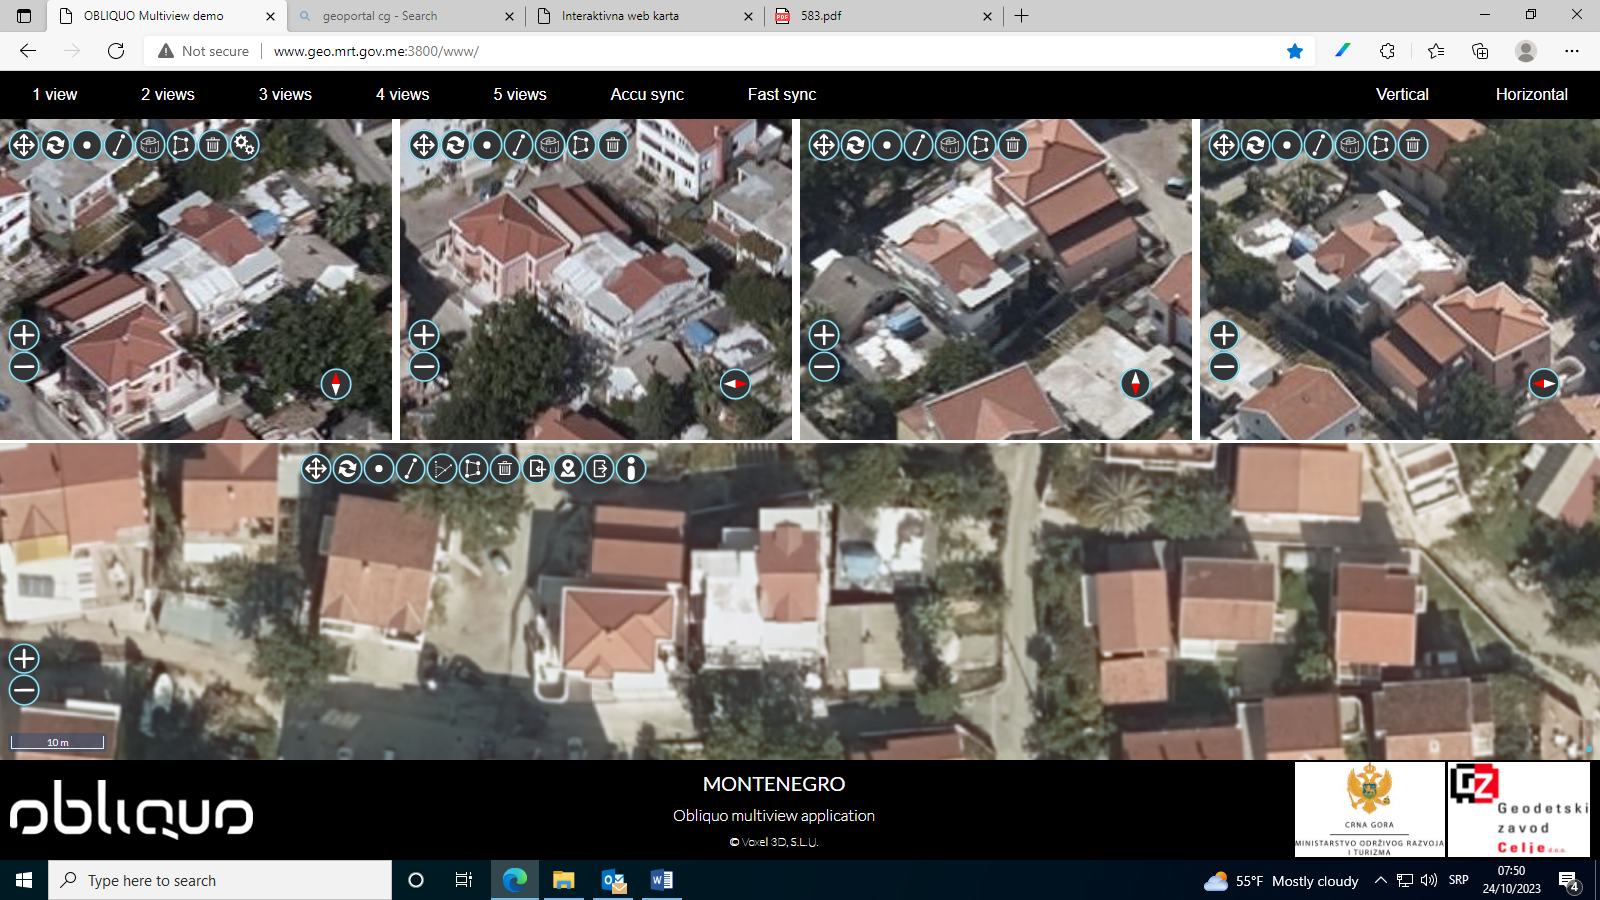 OBLIQUO Multiview demo
geoportal cg - Search
Interaktivna web karta
PDF
583.pdf
Not secure
www.geo.mrt.gov.me:3800/www/
1 view
2 views
3 views
4 views
5 views
Accu sync
Fast sync
Vertical
Horizontal
10 m
obliquo
MONTENEGRO
Obliquo multiview application
© Voxel 3D, S.L.U.
CRNA GORA
MINISTARSTVO ODRŽIVOG RAZVOJA
I TURIZMA
GZ
Geodetski
zavod
Celje d.o.o.
Type here to search
55°F Mostly cloudy
SRP
07:50
24/10/2023
4